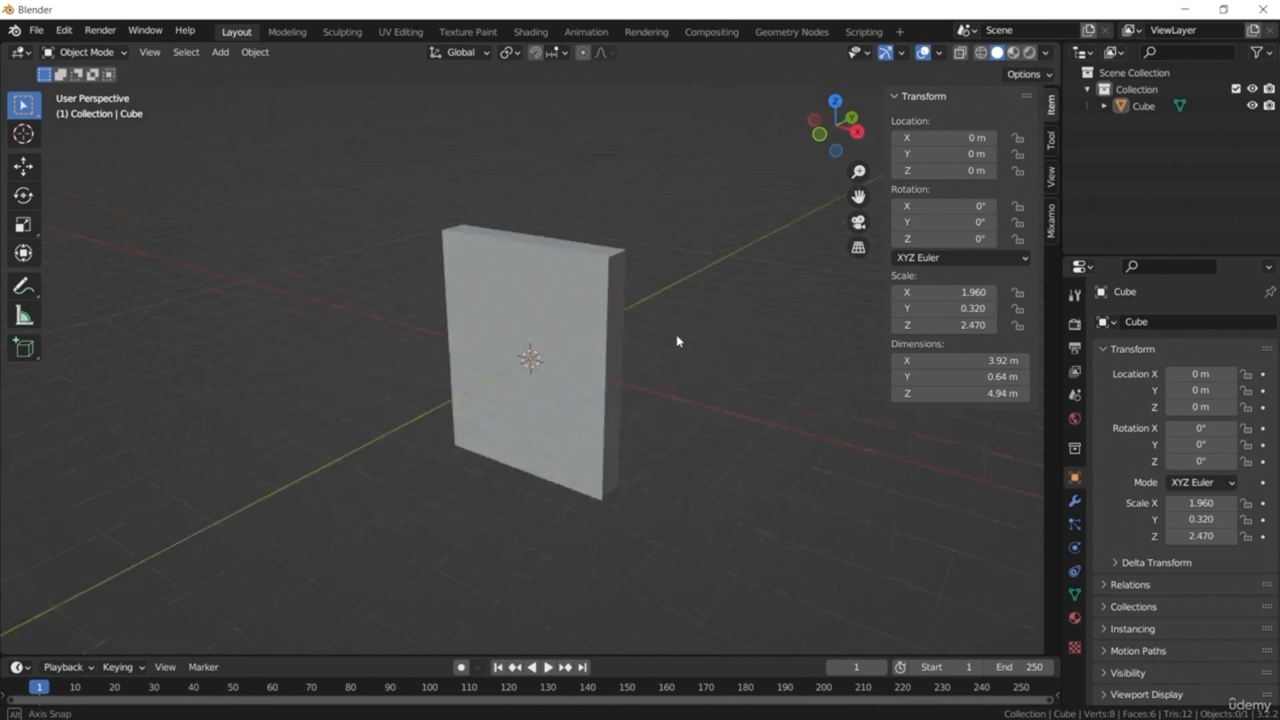 Blender
File Edit Render Window Help Layout Modeling Sculpting UV Editing Texture Paint Shading Animation Rendering Compositing Geometry Nodes Scripting + Scene ViewLayer
Object Mode View Select Add Object Global
Options
User Perspective
(1) Collection | Cube
Z
Y
X
Transform
Location:
X 0 m
Y 0 m
Z 0 m
Rotation:
X 0°
Y 0°
Z 0°
XYZ Euler
Scale:
X 1.960
Y 0.320
Z 2.470
Dimensions:
X 3.92 m
Y 0.64 m
Z 4.94 m
Item
Tool
View
Mixamo
Scene Collection
Collection
Cube
Cube
Cube
Transform
Location X 0 m
Y 0 m
Z 0 m
Rotation X 0°
Y 0°
Z 0°
Mode XYZ Euler
Scale X 1.960
Y 0.320
Z 2.470
Delta Transform
Relations
Collections
Instancing
Motion Paths
Visibility
Viewport Display
Playback Keying View Marker 1 Start 1 End 250
1 10 20 30 40 50 60 70 80 90 100 110 120 130 140 150 160 170 180 190 200 210 220 230 240 250
Alt Axis Snap
Collection | Cube | Verts:8 | Faces:6 | Tris:12 | Objects:0/1 | 3.2.2
ûdemy